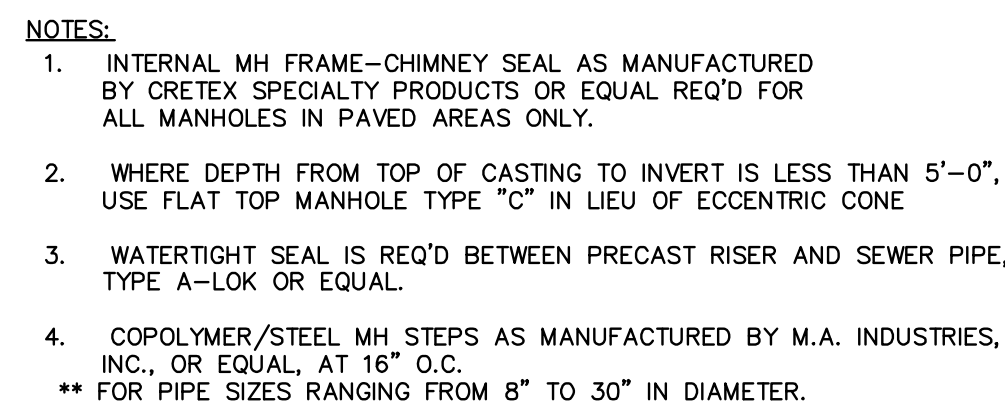 NOTES:
1. INTERNAL MH FRAME–CHIMNEY SEAL AS MANUFACTURED
BY CRETEX SPECIALTY PRODUCTS OR EQUAL REQ'D FOR
ALL MANHOLES IN PAVED AREAS ONLY.
2. WHERE DEPTH FROM TOP OF CASTING TO INVERT IS LESS THAN 5'–0",
USE FLAT TOP MANHOLE TYPE "C" IN LIEU OF ECCENTRIC CONE
3. WATERTIGHT SEAL IS REQ'D BETWEEN PRECAST RISER AND SEWER PIPE,
TYPE A–LOK OR EQUAL.
4. COPOLYMER/STEEL MH STEPS AS MANUFACTURED BY M.A. INDUSTRIES,
INC., OR EQUAL, AT 16" O.C.
** FOR PIPE SIZES RANGING FROM 8" TO 30" IN DIAMETER.